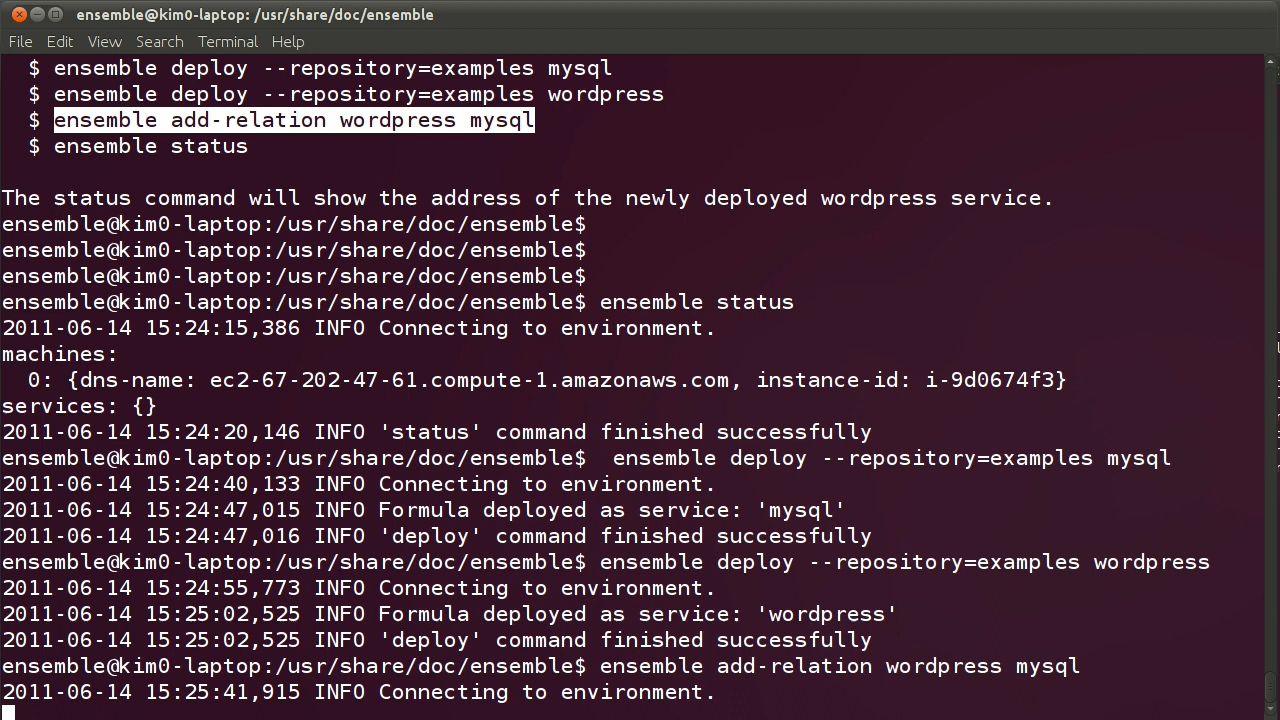 ensemble@kim0-laptop: /usr/share/doc/ensemble
File Edit View Search Terminal Help
$ ensemble deploy --repository=examples mysql
$ ensemble deploy --repository=examples wordpress
$ ensemble add-relation wordpress mysql
$ ensemble status
The status command will show the address of the newly deployed wordpress service.
ensemble@kim0-laptop:/usr/share/doc/ensemble$
ensemble@kim0-laptop:/usr/share/doc/ensemble$
ensemble@kim0-laptop:/usr/share/doc/ensemble$
ensemble@kim0-laptop:/usr/share/doc/ensemble$ ensemble status
2011-06-14 15:24:15,386 INFO Connecting to environment.
machines:
0: {dns-name: ec2-67-202-47-61.compute-1.amazonaws.com, instance-id: i-9d0674f3}
services: {}
2011-06-14 15:24:20,146 INFO 'status' command finished successfully
ensemble@kim0-laptop:/usr/share/doc/ensemble$  ensemble deploy --repository=examples mysql
2011-06-14 15:24:40,133 INFO Connecting to environment.
2011-06-14 15:24:47,015 INFO Formula deployed as service: 'mysql'
2011-06-14 15:24:47,016 INFO 'deploy' command finished successfully
ensemble@kim0-laptop:/usr/share/doc/ensemble$ ensemble deploy --repository=examples wordpress
2011-06-14 15:24:55,773 INFO Connecting to environment.
2011-06-14 15:25:02,525 INFO Formula deployed as service: 'wordpress'
2011-06-14 15:25:02,525 INFO 'deploy' command finished successfully
ensemble@kim0-laptop:/usr/share/doc/ensemble$ ensemble add-relation wordpress mysql
2011-06-14 15:25:41,915 INFO Connecting to environment.